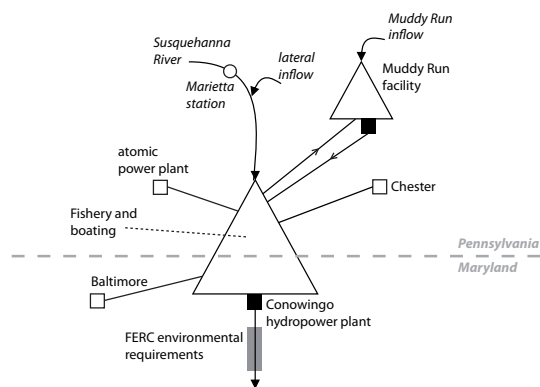 Muddy Run
inflow
Susquehanna
River
lateral
inflow
Marietta
station
Muddy Run
facility
atomic
power plant
Chester
Fishery and
boating
Pennsylvania
Maryland
Baltimore
Conowingo
hydropower plant
FERC environmental
requirements